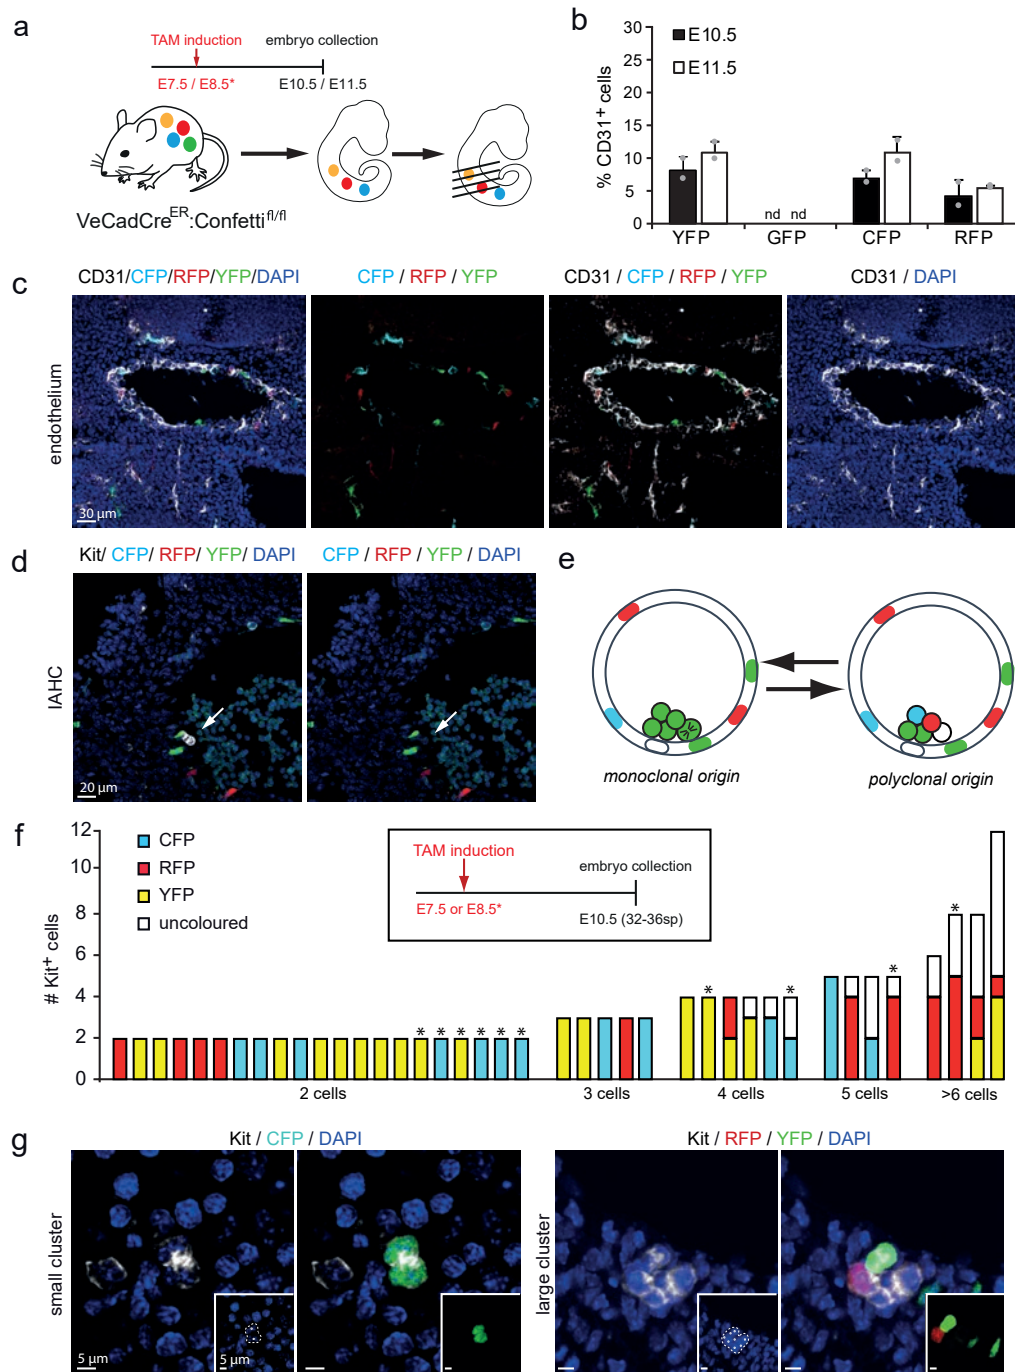 a
TAM induction
embryo collection
E7.5 / E8.5*
E10.5 / E11.5
VeCadCreER:Confettifl/fl
b
% CD31+ cells
30
25
20
15
10
5
0
E10.5
E11.5
nd nd
YFP GFP CFP RFP
c
CD31/CFP/RFP/YFP/DAPI
CFP / RFP / YFP
CD31 / CFP / RFP / YFP
CD31 / DAPI
endothelium
30 µm
d
Kit/ CFP/ RFP/ YFP/ DAPI
CFP / RFP / YFP / DAPI
IAHC
20 µm
e
monoclonal origin
polyclonal origin
f
# Kit+ cells
12
10
8
6
4
2
0
CFP
RFP
YFP
uncoloured
TAM induction
embryo collection
E7.5 or E8.5*
E10.5 (32-36sp)
* * * * * *
* *
*
*
2 cells 3 cells 4 cells 5 cells >6 cells
g
Kit / CFP / DAPI
Kit / RFP / YFP / DAPI
small cluster
5 µm
5 µm
large cluster